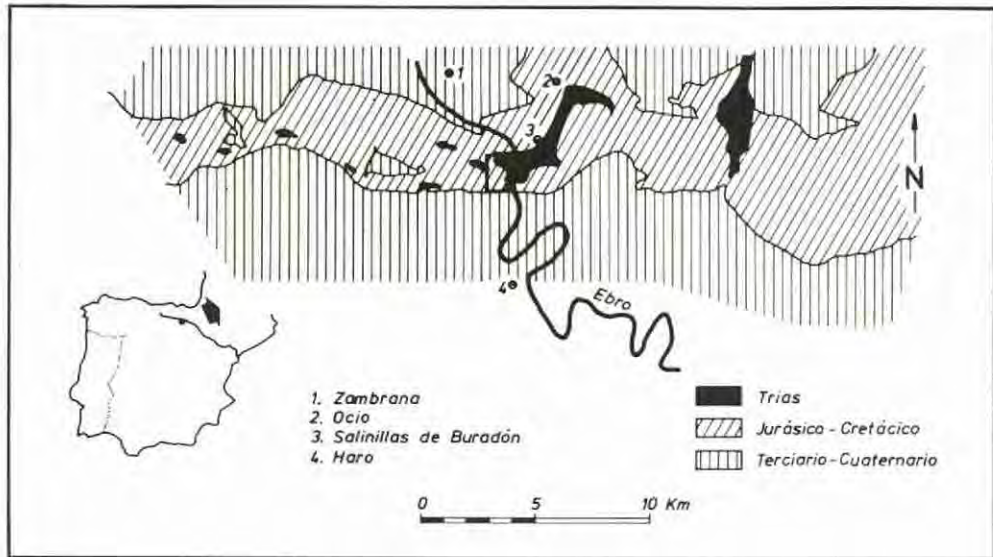 1
2
3
N
4
Ebro
1. Zambrana
2. Ocio
3. Salinillas de Buradón
4. Haro
Trias
Jurásico-Cretácico
Terciario-Cuaternario
0 5 10 Km